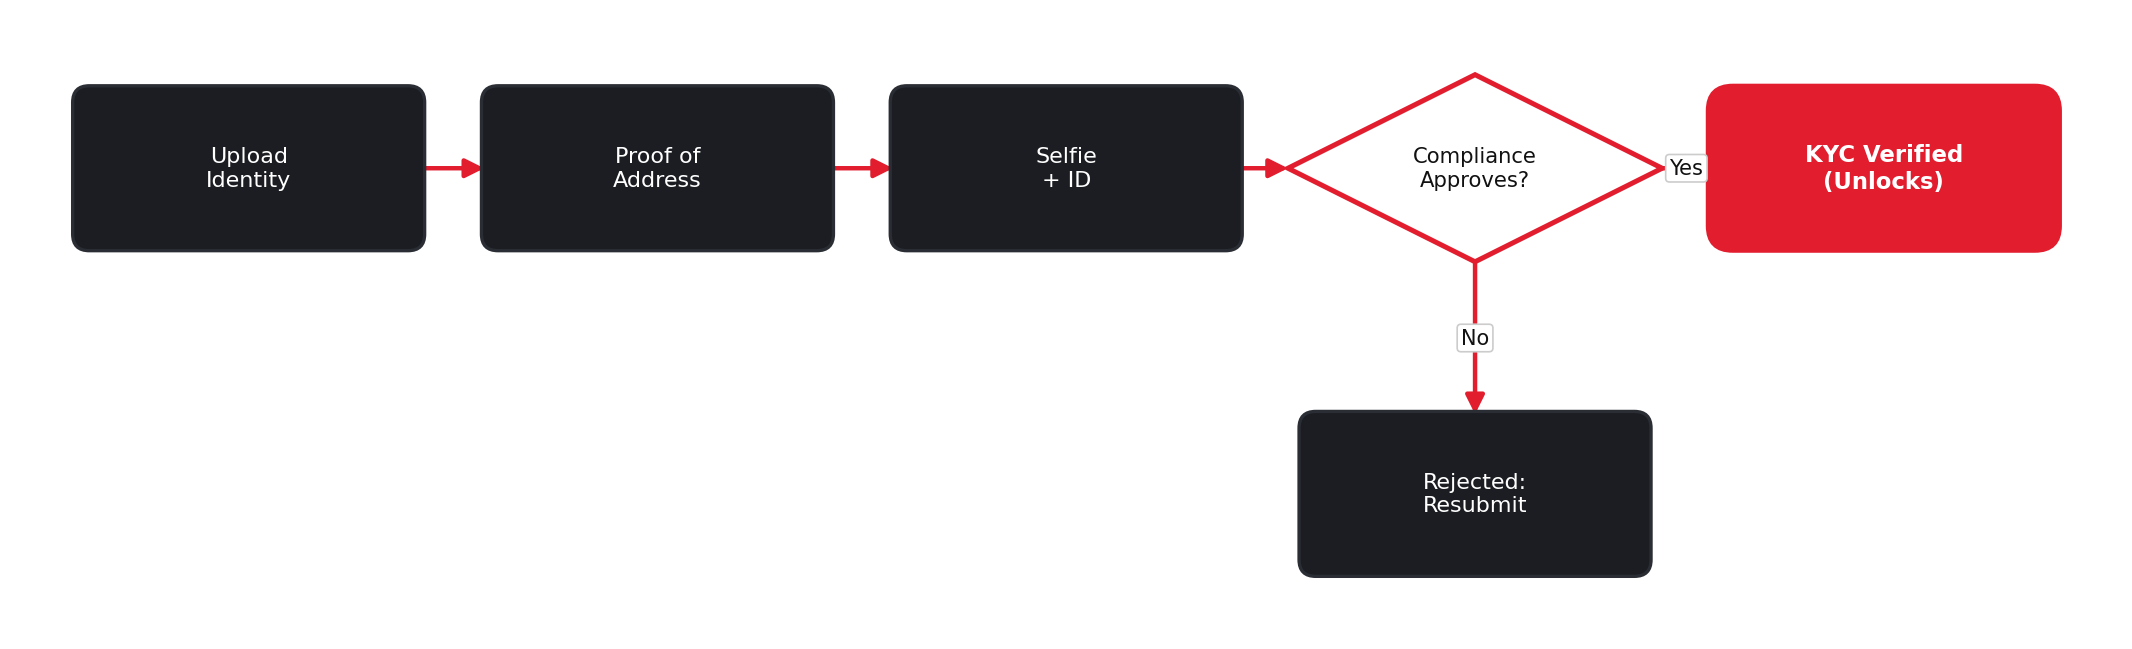 Upload
Identity
Proof of
Address
Selfie
+ ID
Compliance
Approves?
Yes
KYC Verified
(Unlocks)
No
Rejected:
Resubmit